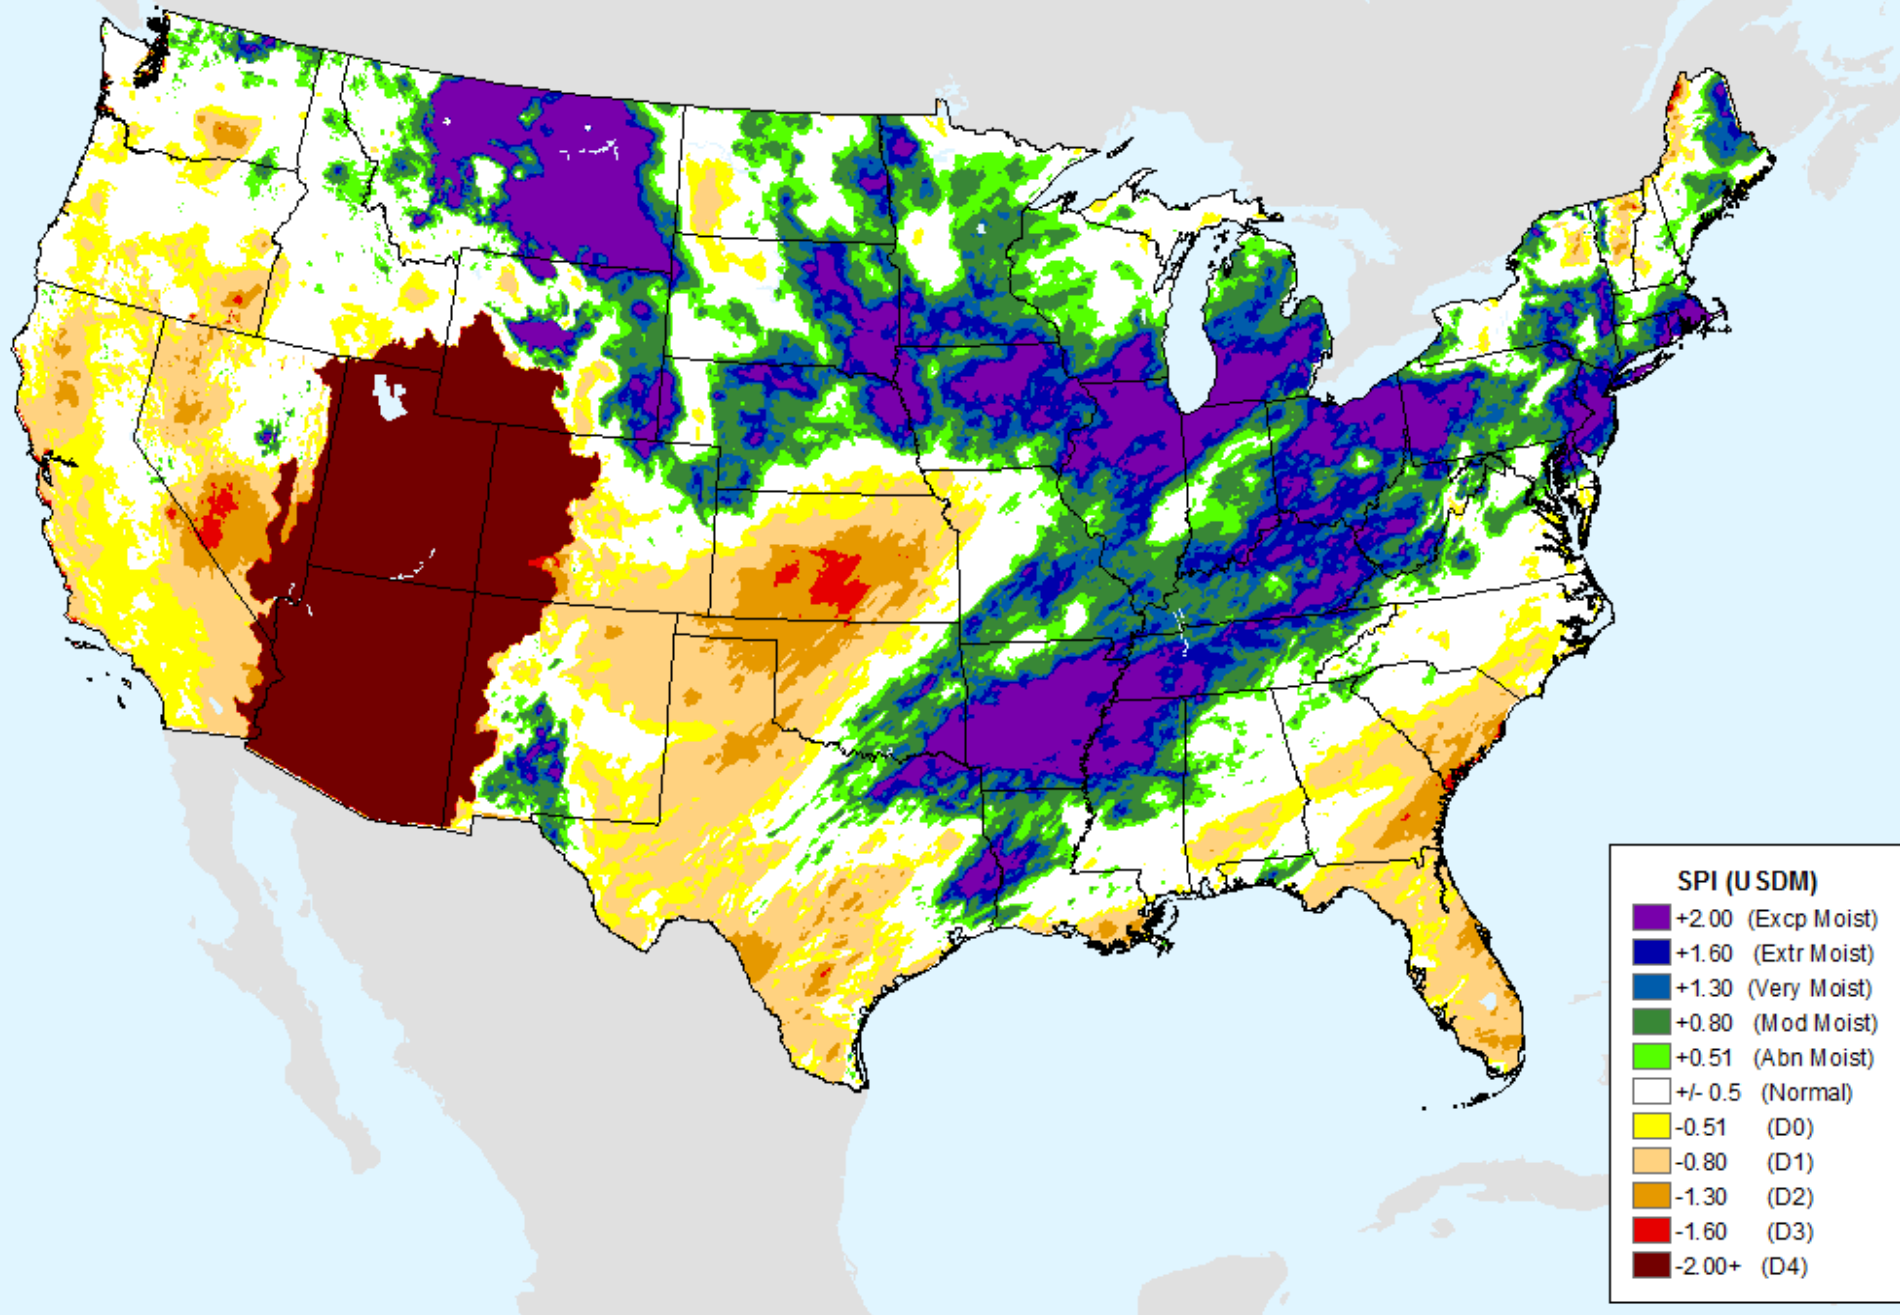 SPI (USDM)
+2.00 (Excp Moist)
+1.60 (Extr Moist)
+1.30 (Very Moist)
+0.80 (Mod Moist)
+0.51 (Abn Moist)
+/- 0.5 (Normal)
-0.51 (D0)
-0.80 (D1)
-1.30 (D2)
-1.60 (D3)
-2.00+ (D4)